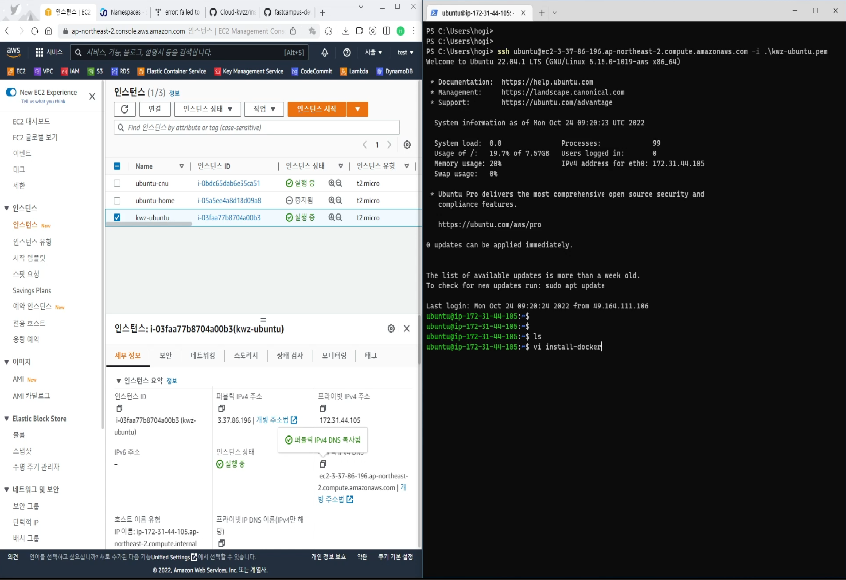 인스턴스 | EC2
Namespaces
error: failed to
Cloud-kwz/mi
fastcampus-de
ap-northeast-2.console.aws.amazon.com
인스턴스 | EC2 Management Con
aws
서비스
서비스, 기능, 블로그, 설명서 등을 검색합니다.
[Alt+S]
서울
test
EC2
VPC
IAM
S3
RDS
Elastic Container Service
Key Management Service
CodeCommit
Lambda
DynamoDB
New EC2 Experience
Tell us what you think
EC2 대시보드
EC2 글로벌 보기
이벤트
태그
제한
인스턴스
인스턴스 New
인스턴스 유형
시작 템플릿
스팟 요청
Savings Plans
예약 인스턴스 New
전용 호스트
용량 예약
이미지
AMI New
AMI 카탈로그
Elastic Block Store
볼륨
스냅샷
수명 주기 관리자
네트워크 및 보안
보안 그룹
탄력적 IP
배치 그룹
인스턴스 (1/3) 정보
연결
인스턴스 상태
작업
인스턴스 시작
Find 인스턴스 by attribute or tag (case-sensitive)
1
Name
인스턴스 ID
인스턴스 상태
인스턴스 유형
ubuntu-cnu
실행 중
t2.micro
ubuntu-home
중지됨
t2.micro
kwz-ubuntu
i-03faa77b8704a00b3
실행 중
t2.micro
인스턴스: i-03faa77b8704a00b3(kwz-ubuntu)
세부 정보
보안
네트워킹
스토리지
상태 검사
모니터링
태그
인스턴스 요약 정보
인스턴스 ID
퍼블릭 IPv4 주소
프라이빗 IPv4 주소
i-03faa77b8704a00b3 (kwz-ubuntu)
3.37.86.196 | 개방 주소법
172.31.44.105
퍼블릭 IPv4 DNS 복사됨
IPv6 주소
–
인스턴스 상태
실행 중
ec2-3-37-86-196.ap-northeast-2.compute.amazonaws.com | 개방 주소법
호스트 이름 유형
프라이빗 IP DNS 이름(IPv4만 해당)
IP 이름: ip-172-31-44-105.ap-northeast-2.compute.internal
의견
Unified Settings
에서 선택할 수 있습니다.
개인 정보 보호
약관
쿠키 기본 설정
© 2022, Amazon Web Services, Inc. 또는 계열사.
ubuntu@ip-172-31-44-105: ~
PS C:\Users\hogi>
PS C:\Users\hogi>
PS C:\Users\hogi> ssh ubuntu@ec2-3-37-86-196.ap-northeast-2.compute.amazonaws.com -i .\kwz-ubuntu.pem
Welcome to Ubuntu 22.04.1 LTS (GNU/Linux 5.15.0-1019-aws x86_64)
* Documentation: https://help.ubuntu.com
* Management: https://landscape.canonical.com
* Support: https://ubuntu.com/advantage
System information as of Mon Oct 24 09:20:23 UTC 2022
System load: 0.0 Processes: 99
Usage of /: 19.7% of 7.57GB Users logged in: 0
Memory usage: 20% IPv4 address for eth0: 172.31.44.105
Swap usage: 0%
* Ubuntu Pro delivers the most comprehensive open source security and
compliance features.
https://ubuntu.com/aws/pro
0 updates can be applied immediately.
The list of available updates is more than a week old.
To check for new updates run: sudo apt update
Last login: Mon Oct 24 09:20:24 2022 from 49.164.111.106
ubuntu@ip-172-31-44-105:~$
ubuntu@ip-172-31-44-105:~$
ubuntu@ip-172-31-44-105:~$ ls
ubuntu@ip-172-31-44-105:~$ vi install-docker